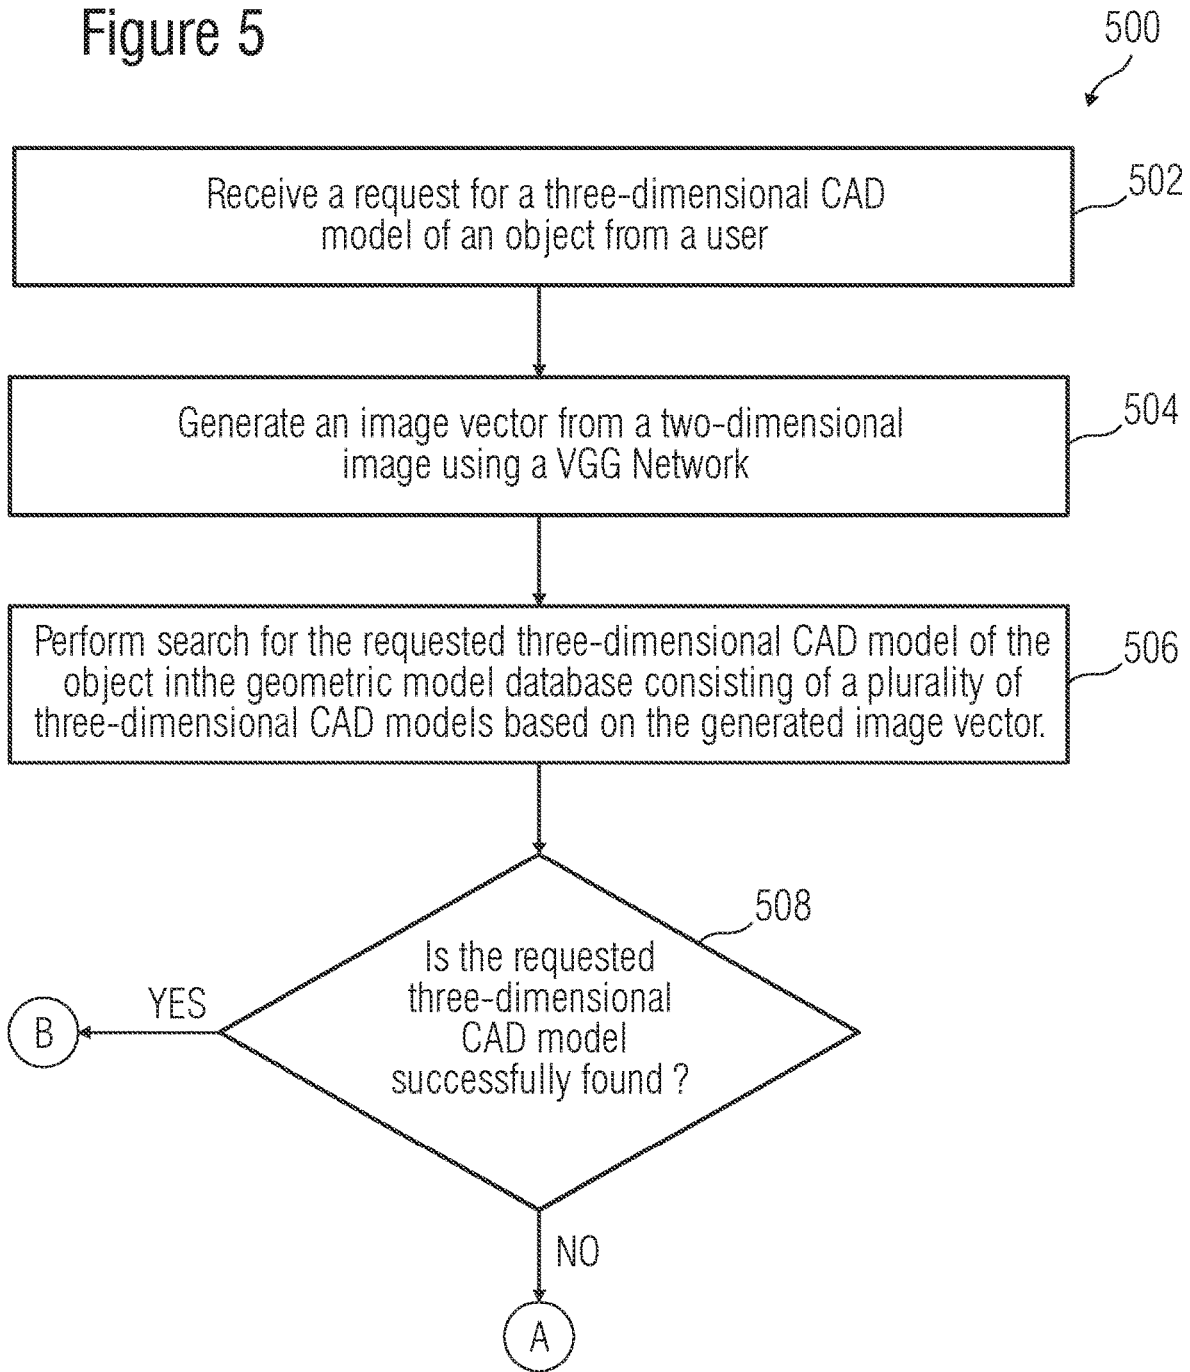 Figure 5
500
Receive a request for a three-dimensional CAD
model of an object from a user
502
Generate an image vector from a two-dimensional
image using a VGG Network
504
Perform search for the requested three-dimensional CAD model of the
object inthe geometric model database consisting of a plurality of
three-dimensional CAD models based on the generated image vector.
506
508
Is the requested
three-dimensional
CAD model
successfully found ?
YES
B
NO
A